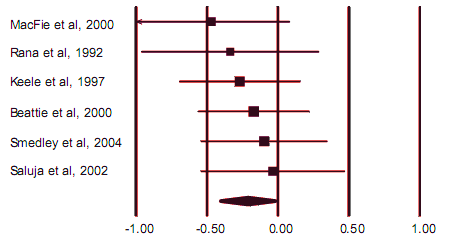 MacFie et al, 2000
Rana et al, 1992
Keele et al, 1997
Beattie et al, 2000
Smedley et al, 2004
Saluja et al, 2002
-1.00 -0.50 0.00 0.50 1.00